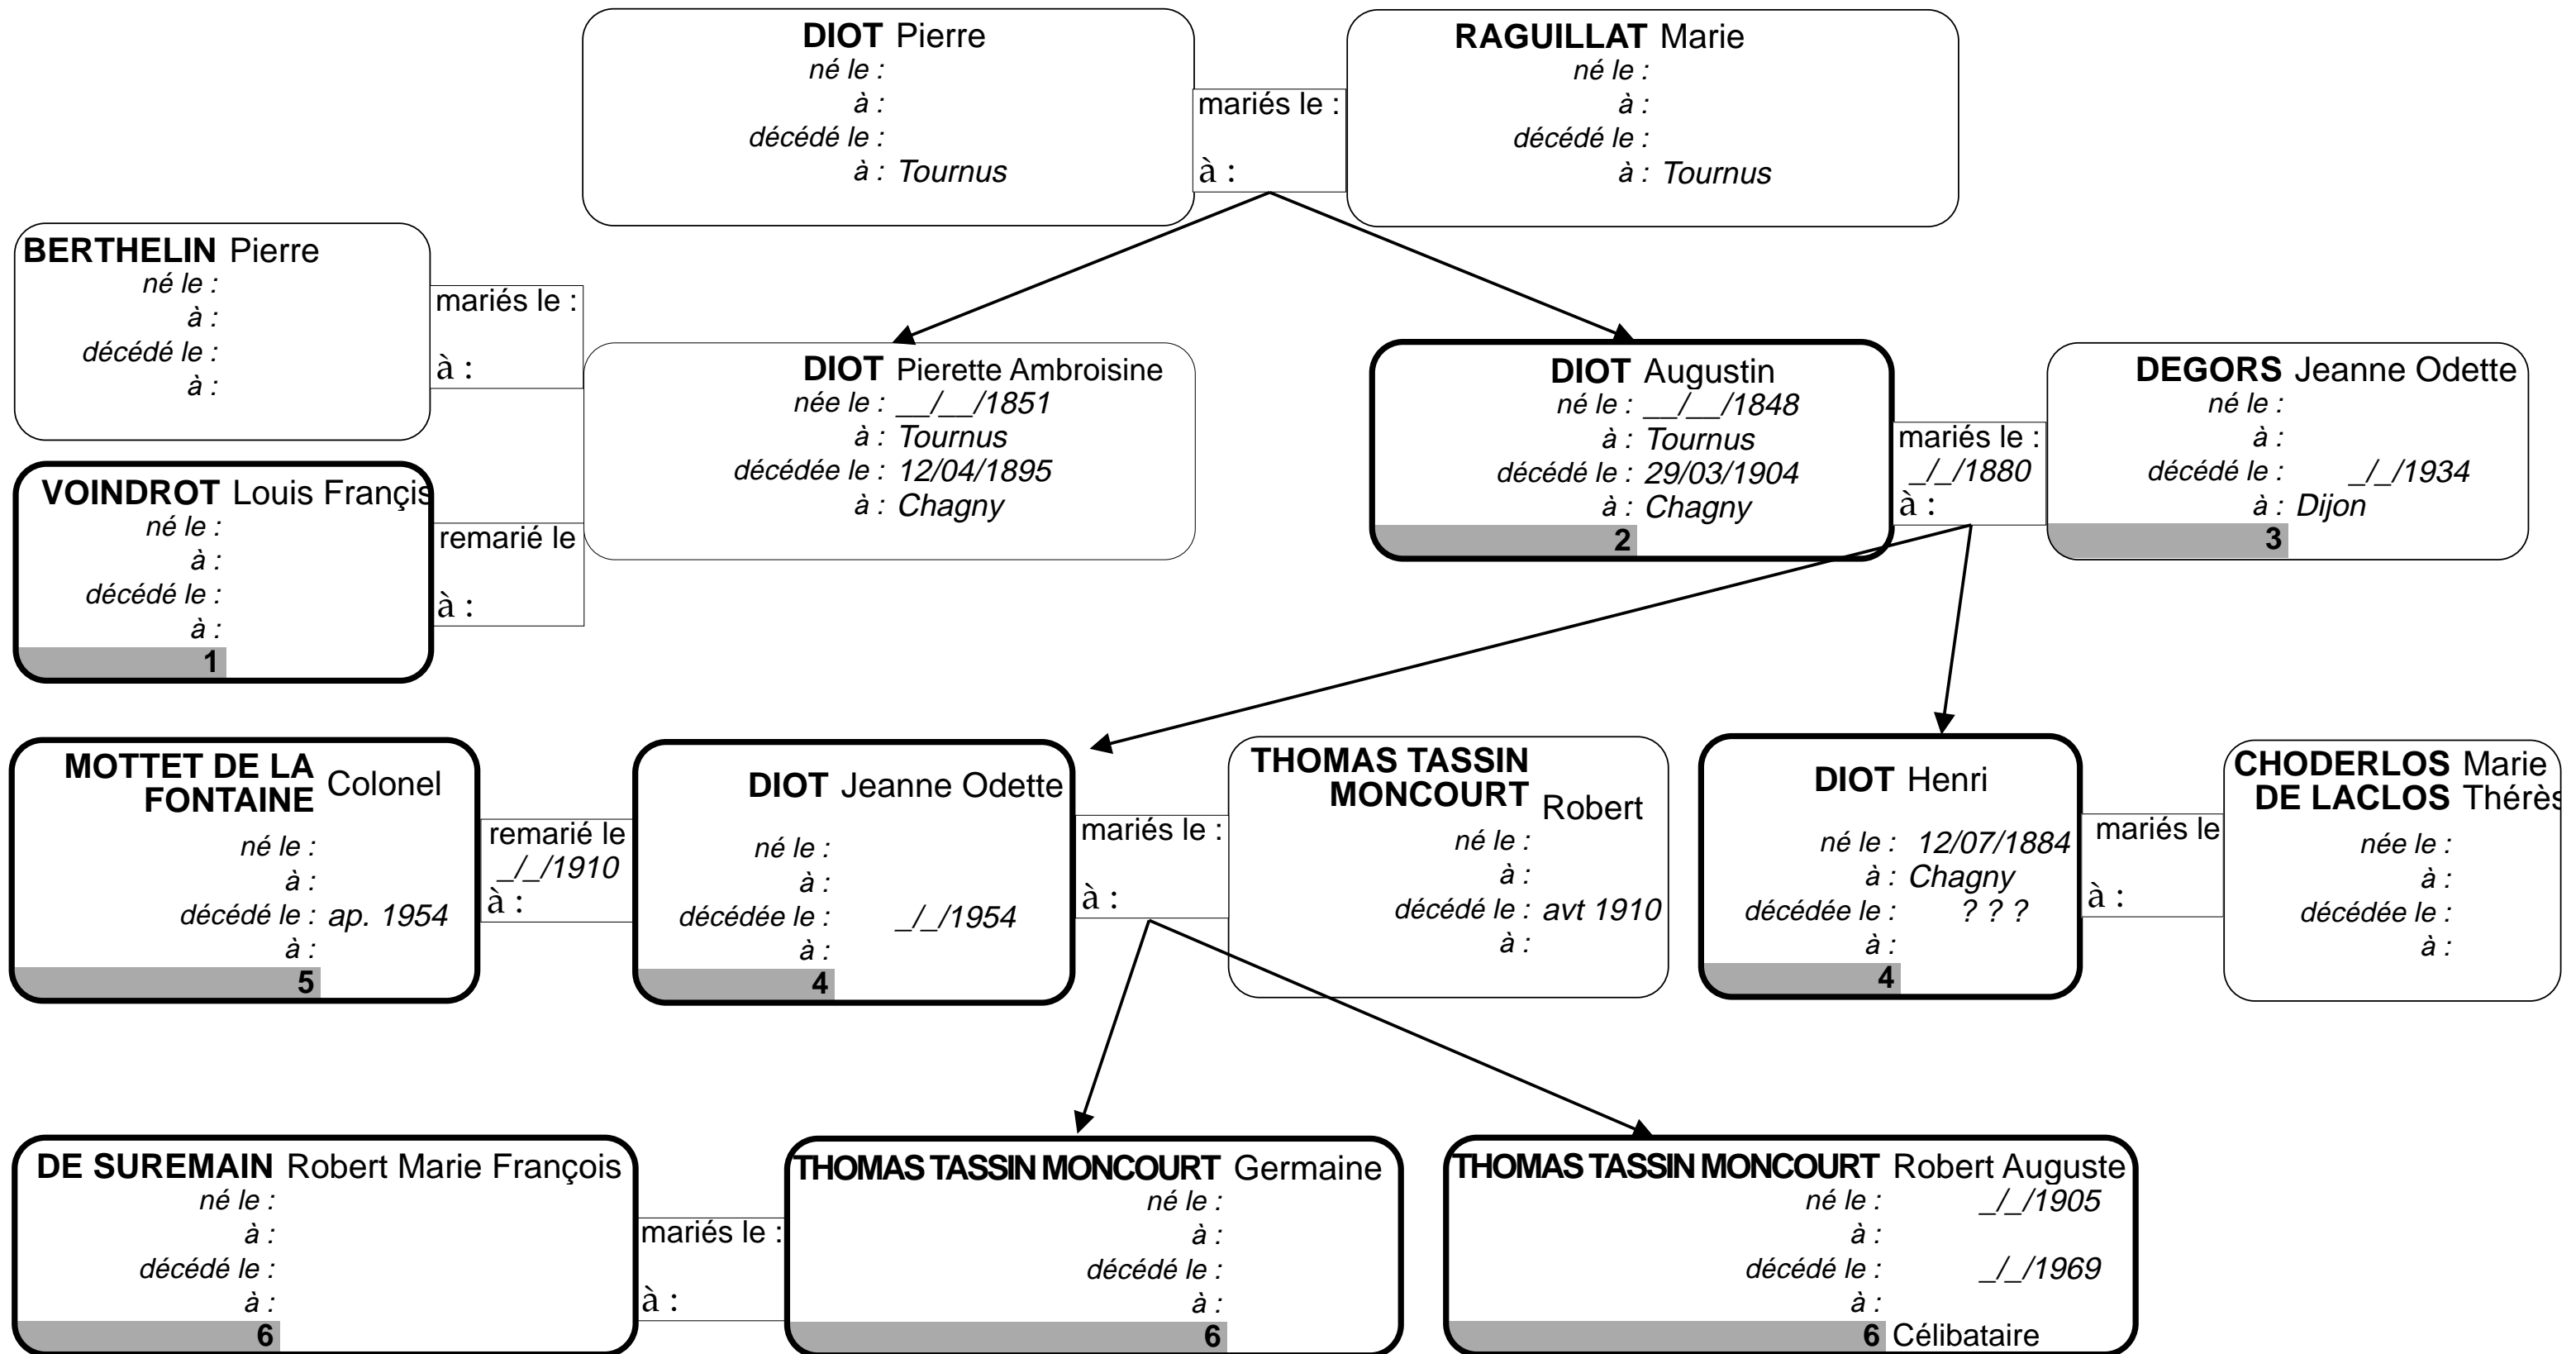 DIOT Pierre
né le :
à :
décédé le :
à : Tournus
mariés le :
à :
RAGUILLAT Marie
né le :
à :
décédé le :
à : Tournus
BERTHELIN Pierre
né le :
à :
décédé le :
à :
mariés le :
à :
VOINDROT Louis Françis
né le :
à :
décédé le :
à :
1
remarié le
à :
DIOT Pierette Ambroisine
née le : __/__/1851
à : Tournus
décédée le : 12/04/1895
à : Chagny
DIOT Augustin
né le : __/__/1848
à : Tournus
décédé le : 29/03/1904
à : Chagny
2
mariés le :
_/_/1880
à :
DEGORS Jeanne Odette
né le :
à :
décédé le : _/_/1934
à : Dijon
3
MOTTET DE LA
FONTAINE Colonel
né le :
à :
décédé le : ap. 1954
à :
5
remarié le
_/_/1910
à :
DIOT Jeanne Odette
né le :
à :
décédée le : _/_/1954
à :
4
mariés le :
à :
THOMAS TASSIN
MONCOURT Robert
né le :
à :
décédé le : avt 1910
à :
DIOT Henri
né le : 12/07/1884
à : Chagny
décédée le : ? ? ?
à :
4
mariés le
à :
CHODERLOS Marie
DE LACLOS Thérès
née le :
à :
décédée le :
à :
DE SUREMAIN Robert Marie François
né le :
à :
décédé le :
à :
6
mariés le :
à :
THOMAS TASSIN MONCOURT Germaine
né le :
à :
décédé le :
à :
6
THOMAS TASSIN MONCOURT Robert Auguste
né le : _/_/1905
à :
décédé le : _/_/1969
à :
6 Célibataire